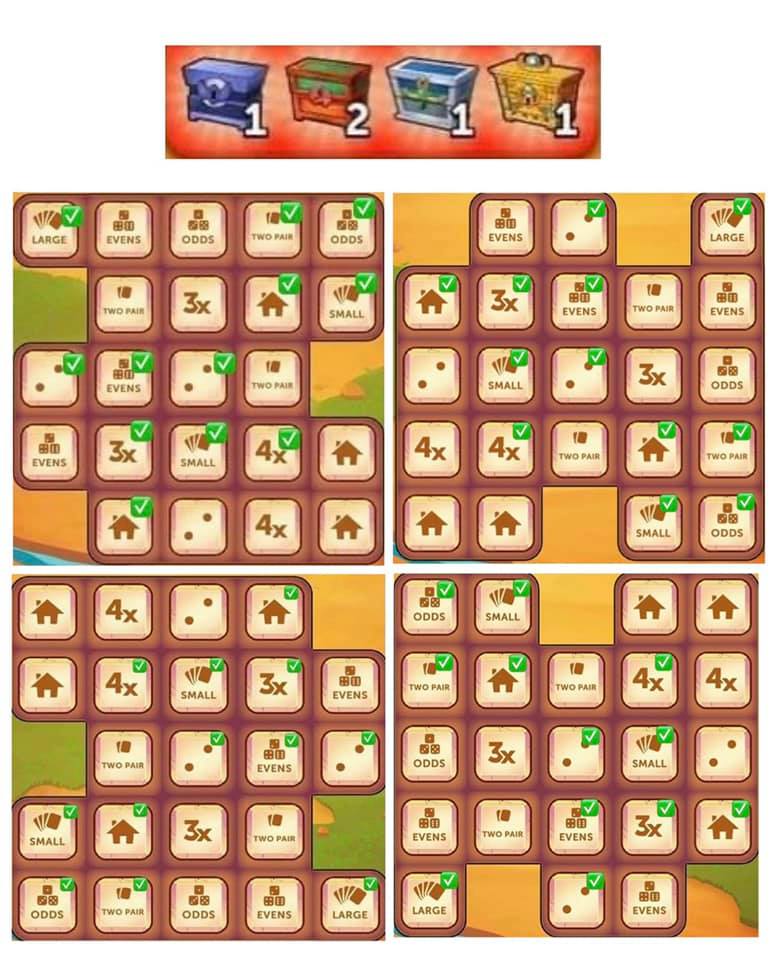 1 2 1 1
LARGE EVENS ODDS TWO PAIR ODDS
TWO PAIR 3x SMALL
EVENS TWO PAIR
EVENS 3x SMALL 4x
4x
EVENS LARGE
3x EVENS TWO PAIR EVENS
SMALL 3x ODDS
4x 4x TWO PAIR TWO PAIR
SMALL ODDS
4x
4x SMALL 3x EVENS
TWO PAIR EVENS
SMALL 3x TWO PAIR
ODDS TWO PAIR ODDS EVENS LARGE
ODDS SMALL
TWO PAIR TWO PAIR 4x 4x
ODDS 3x SMALL
EVENS TWO PAIR EVENS 3x
LARGE EVENS